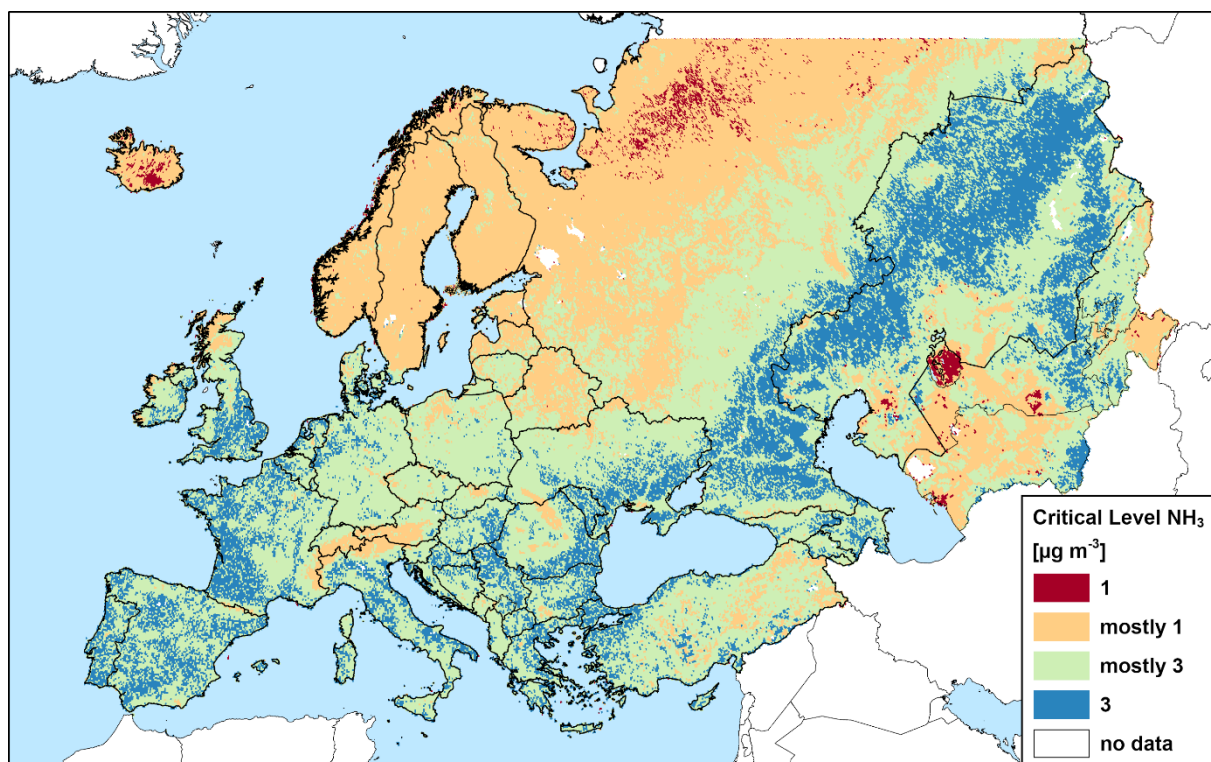 Critical Level NH₃
[µg m⁻³]
1
mostly 1
mostly 3
3
no data